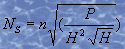 N_S = n√(P / (H²√H))